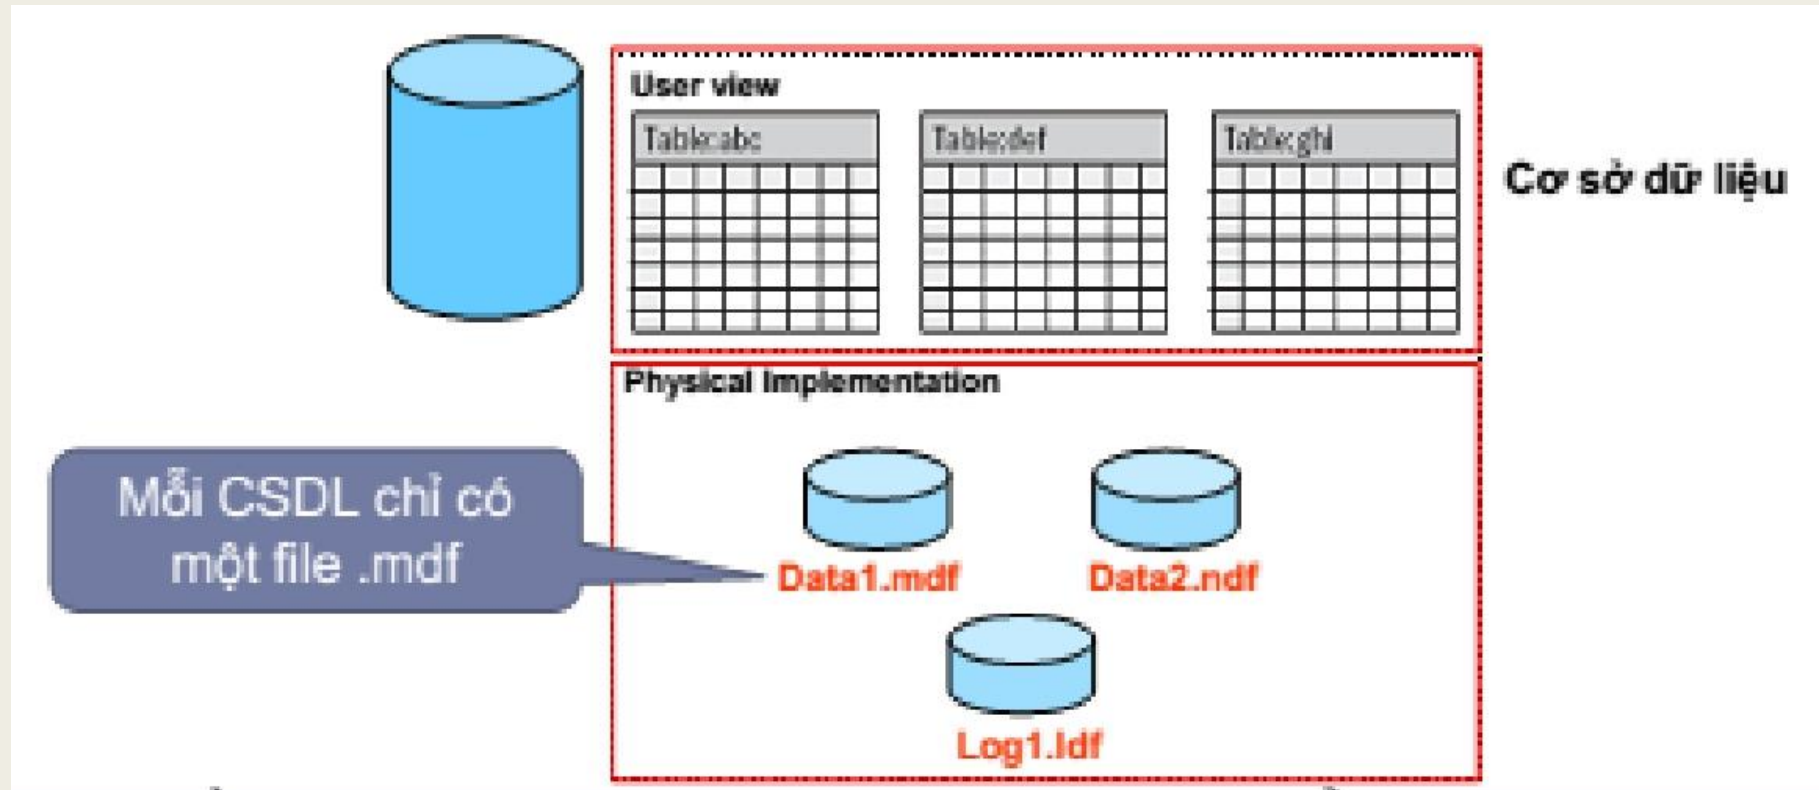 User view
Table:abc
Table:def
Table:ghi
Cơ sở dữ liệu
Physical Implementation
Mỗi CSDL chỉ có
một file .mdf
Data1.mdf
Data2.ndf
Log1.ldf